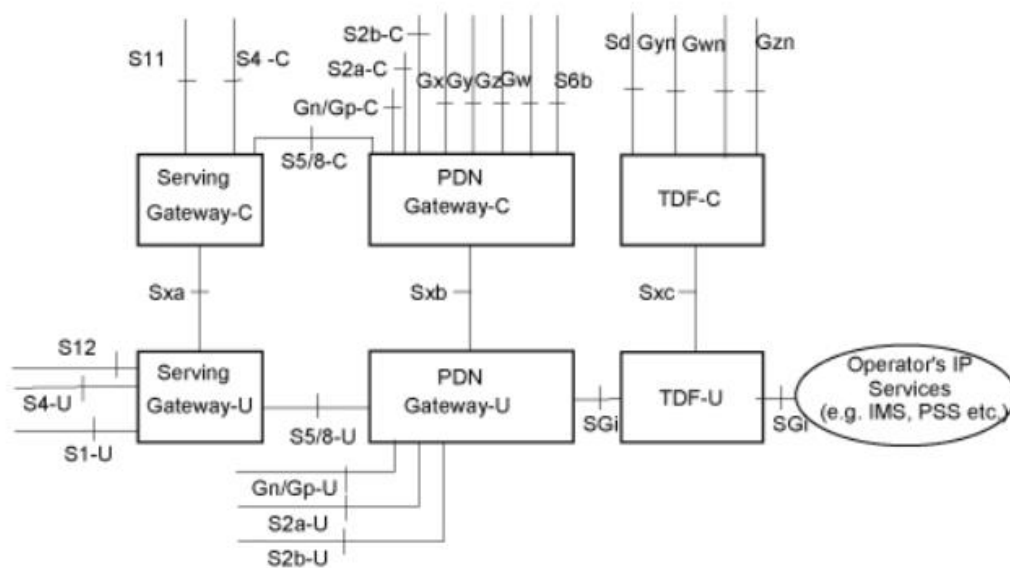 S2b-C
Sd
Gyn
Gwn
Gzn
S11
S4 -C
S2a-C
Gx
Gy
Gz
Gw
S6b
Gn/Gp-C
S5/8-C
Serving
Gateway-C
PDN
Gateway-C
TDF-C
Sxa
Sxb
Sxc
S12
S4-U
S1-U
Serving
Gateway-U
S5/8-U
PDN
Gateway-U
SGi
TDF-U
SGi
Operator's IP
Services
(e.g. IMS, PSS etc.)
Gn/Gp-U
S2a-U
S2b-U